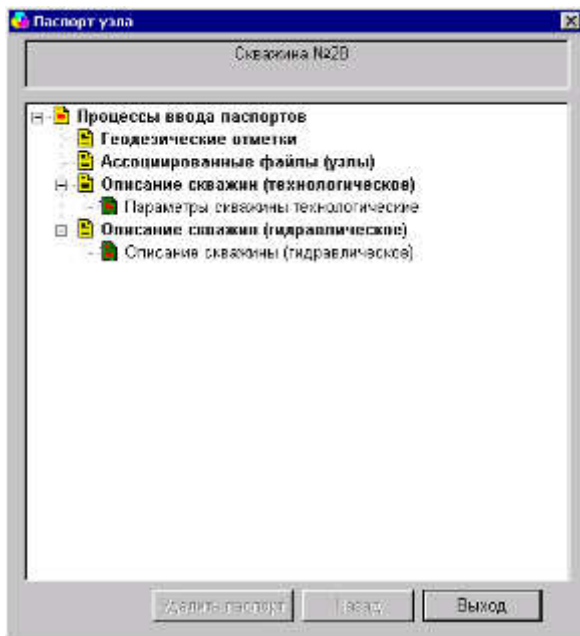 Паспорт узла
Скважина №20
Процессы ввода паспортов
Геодезические отметки
Ассоциированные файлы (узлы)
Описание скважин (технологическое)
Параметры скважины технологические
Описание скважин (гидравлическое)
Описание скважины (гидравлическое)
Удалить паспорт Назад Выход